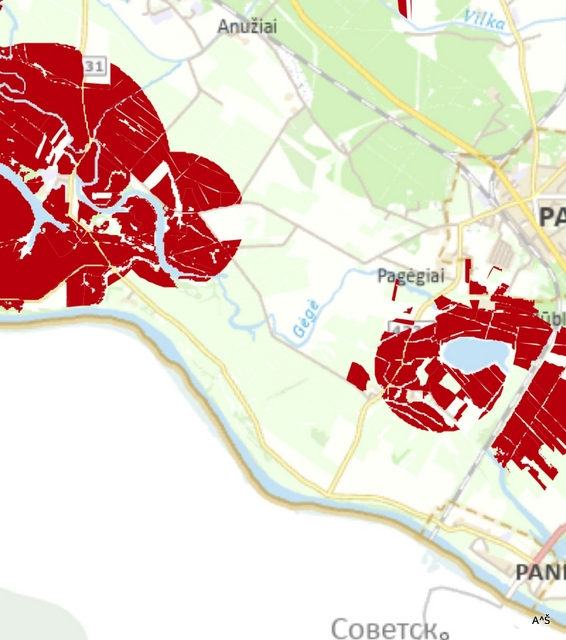 Anužiai
Vilka
31
PA
Pagėgiai
Gėgė
PAN
Советск
A^Š